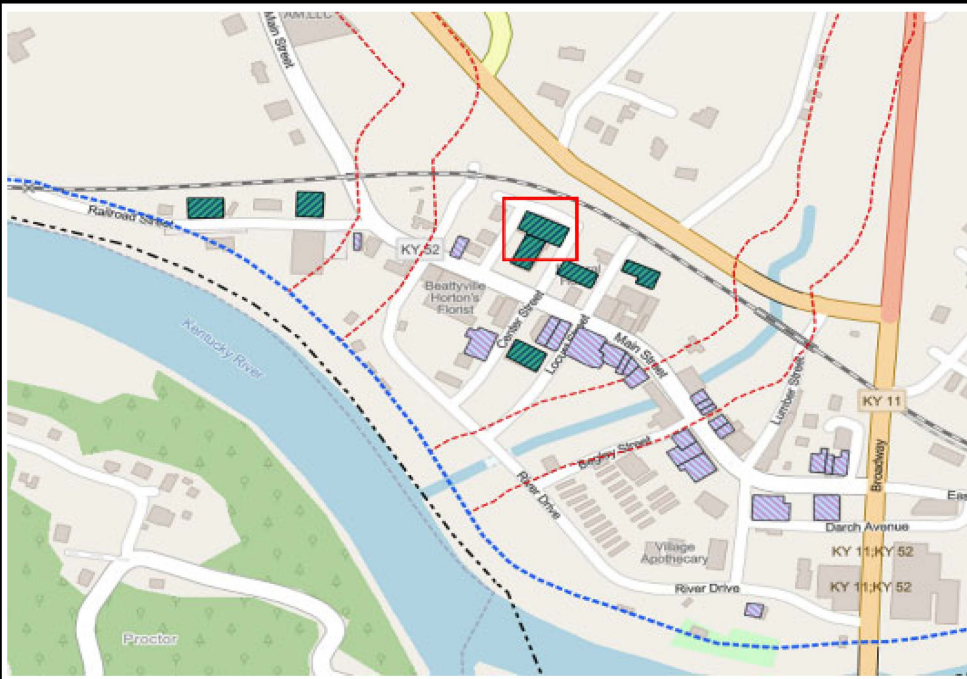 AM,LLC
Main Street
Railroad Street
KY 52
Beattyville
Horton's
Florist
Center Street
Locust Street
Main Street
Kentucky River
Lumber Street
KY 11
Broadway
Bagley Street
River Drive
Eas
Darch Avenue
Village
Apothecary
KY 11;KY 52
River Drive
KY 11;KY 52
Proctor